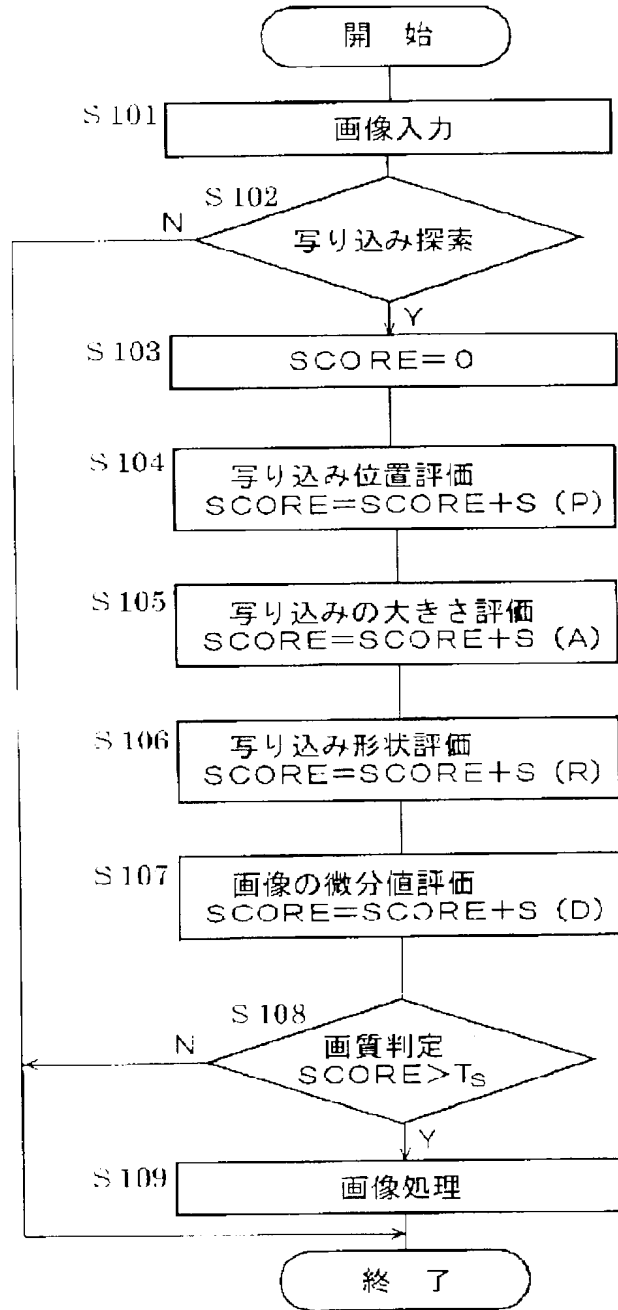 開 始
S101
画像入力
S102
N
写り込み探索
Y
S103
SCORE=0
S104
写り込み位置評価
SCORE=SCORE+S(P)
S105
写り込みの大きさ評価
SCORE=SCORE+S(A)
S106
写り込み形状評価
SCORE=SCORE+S(R)
S107
画像の微分値評価
SCORE=SCORE+S(D)
S108
N
画質判定
SCORE>Ts
Y
S109
画像処理
終 了